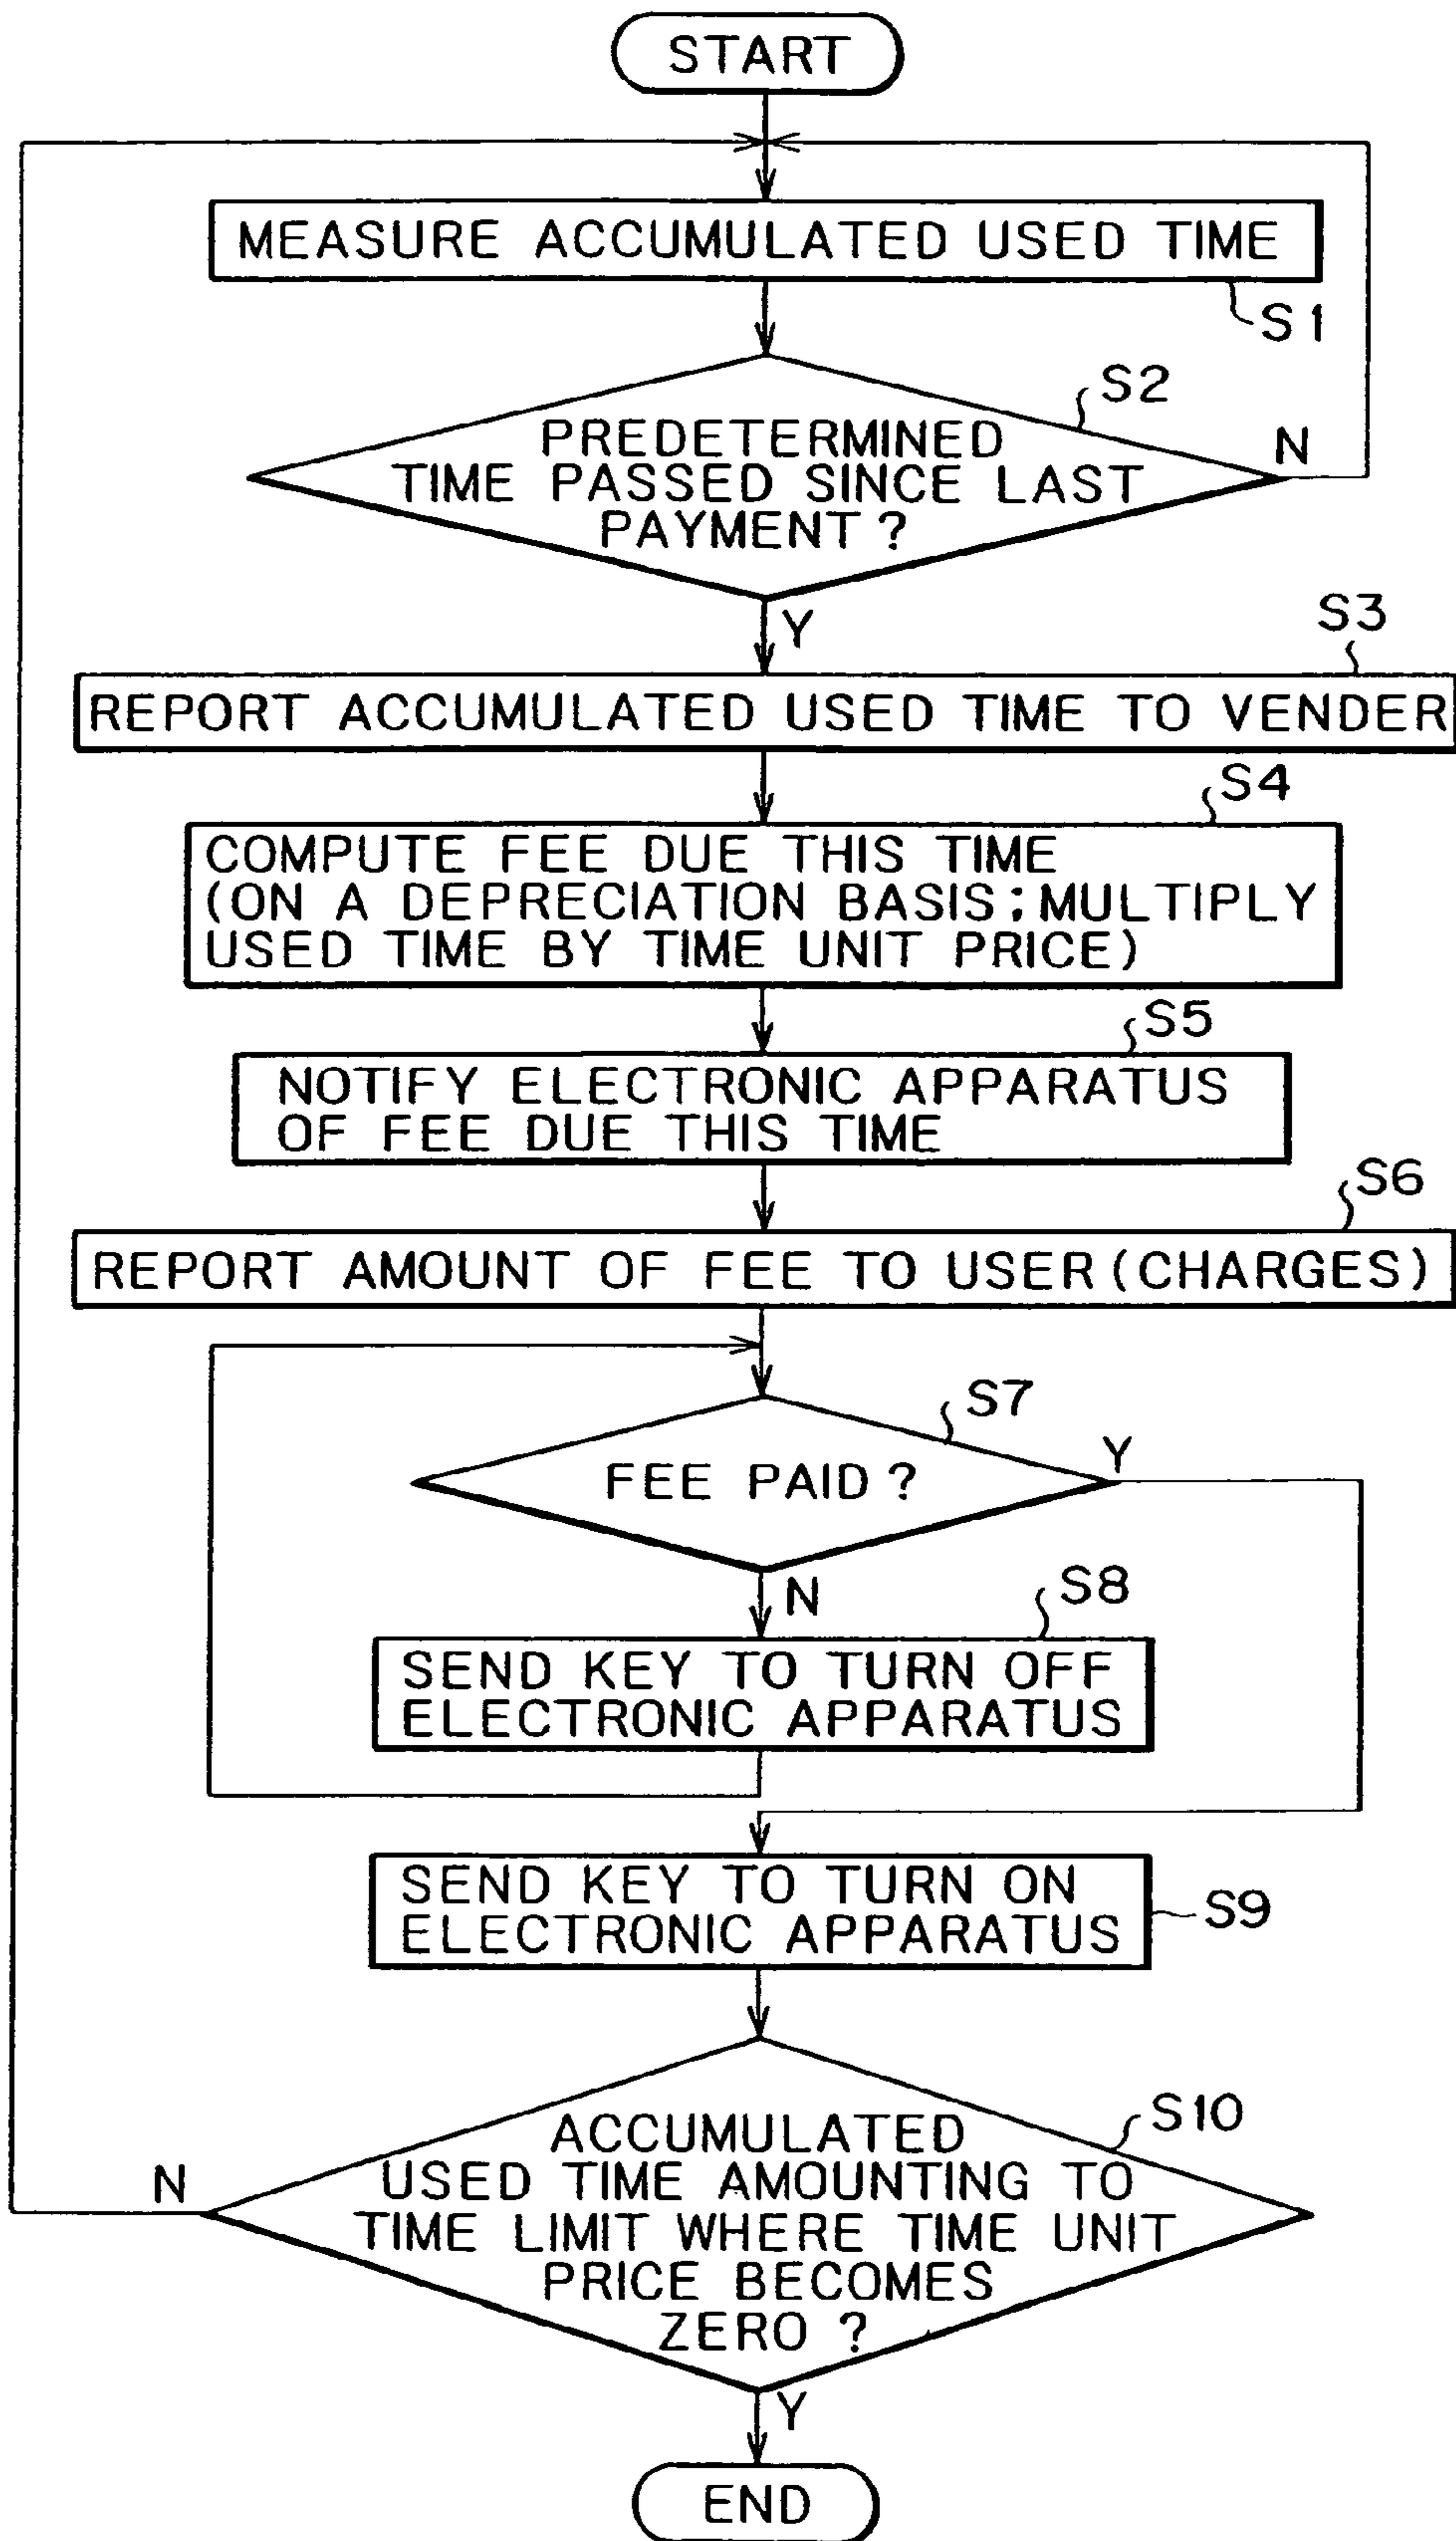 START
MEASURE ACCUMULATED USED TIME
S1
S2
PREDETERMINED
TIME PASSED SINCE LAST
PAYMENT?
N
Y
S3
REPORT ACCUMULATED USED TIME TO VENDER
S4
COMPUTE FEE DUE THIS TIME
(ON A DEPRECIATION BASIS; MULTIPLY
USED TIME BY TIME UNIT PRICE)
S5
NOTIFY ELECTRONIC APPARATUS
OF FEE DUE THIS TIME
S6
REPORT AMOUNT OF FEE TO USER (CHARGES)
S7
FEE PAID?
Y
N
S8
SEND KEY TO TURN OFF
ELECTRONIC APPARATUS
SEND KEY TO TURN ON
ELECTRONIC APPARATUS
S9
S10
ACCUMULATED
USED TIME AMOUNTING TO
TIME LIMIT WHERE TIME UNIT
PRICE BECOMES
ZERO?
N
Y
END